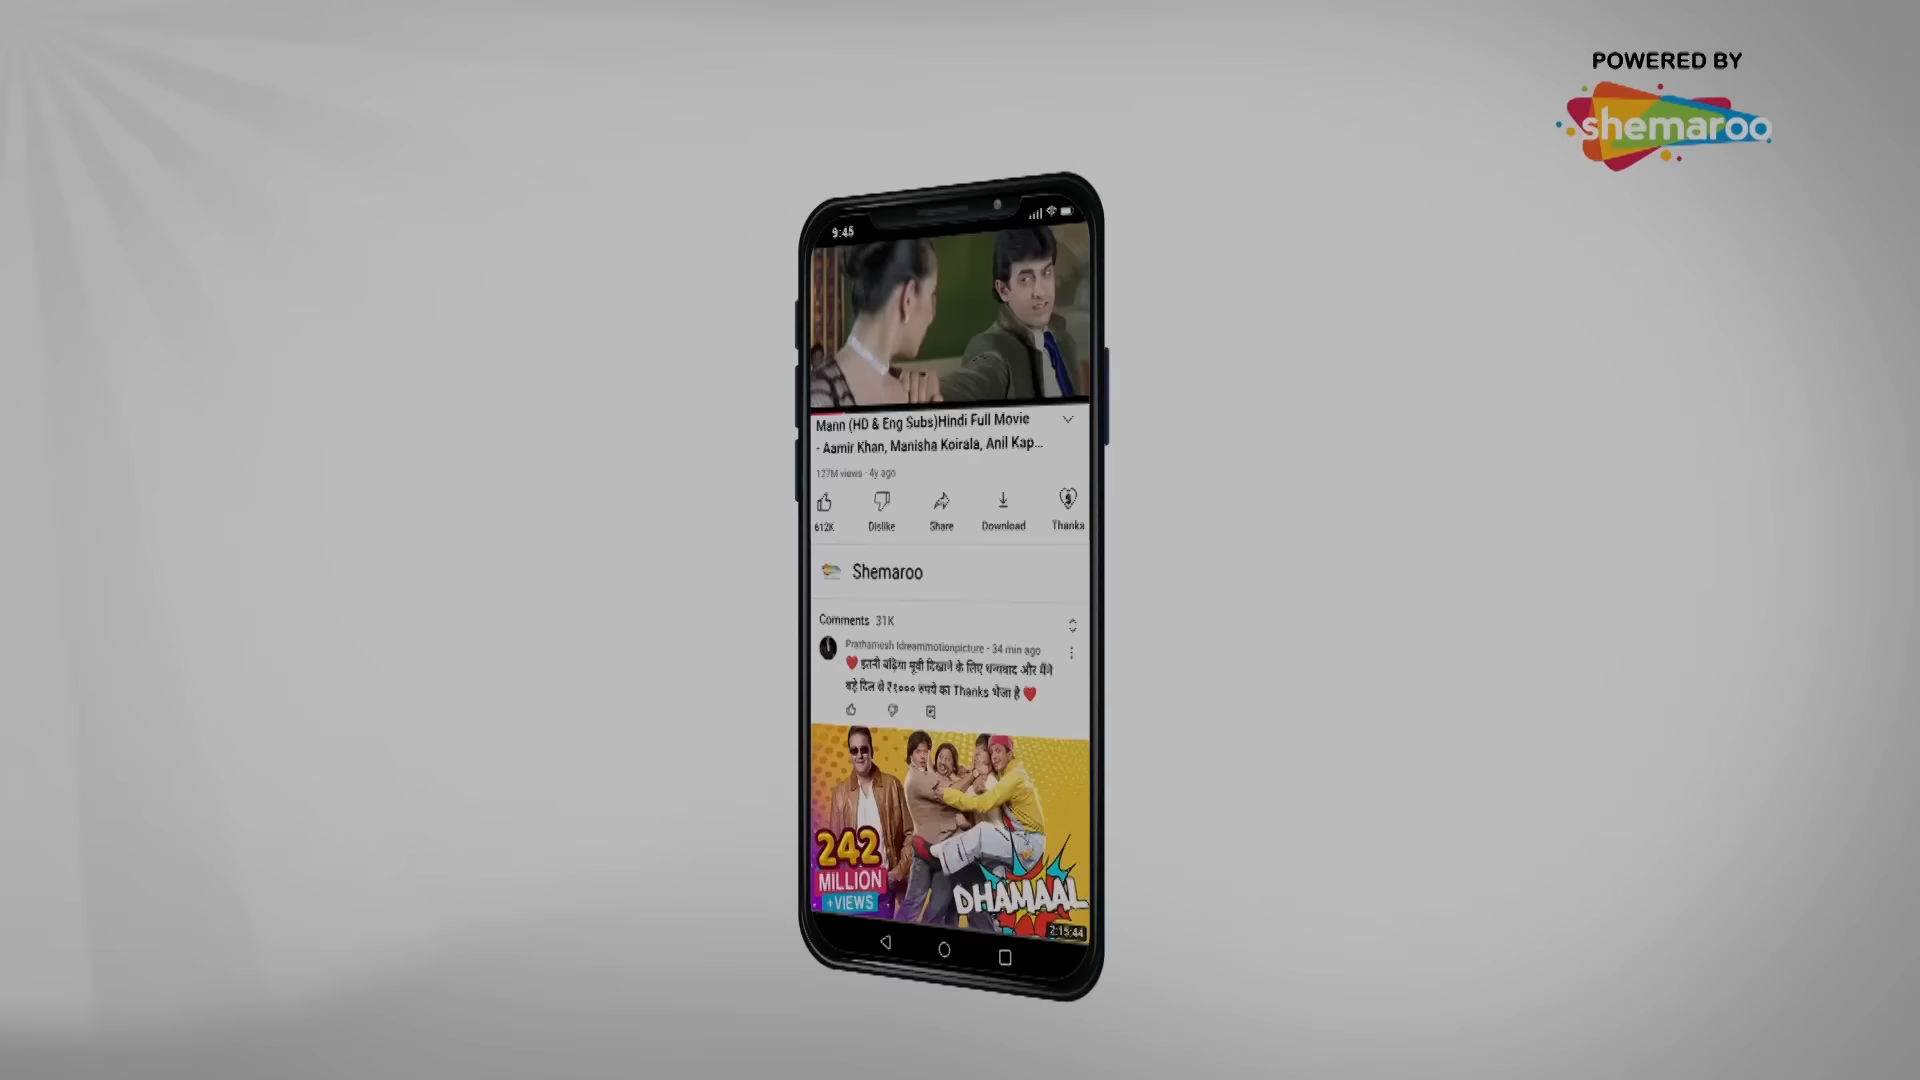 POWERED BY
shemaroo
9:45
Mann (HD & Eng Subs)Hindi Full Movie
- Aamir Khan, Manisha Koirala, Anil Kap...
127M views · 4y ago
612K
Dislike
Share
Download
Thanks
Shemaroo
Comments 31K
Prathamesh Idreammotionpicture - 34 min ago
❤️ इतनी बढ़िया मूवी दिखाने के लिए धन्यवाद और मैंने
बड़े दिल से ₹१००० रुपये का Thanks भेजा है ❤️
242
MILLION
+VIEWS
DHAMAAL
2:15:44